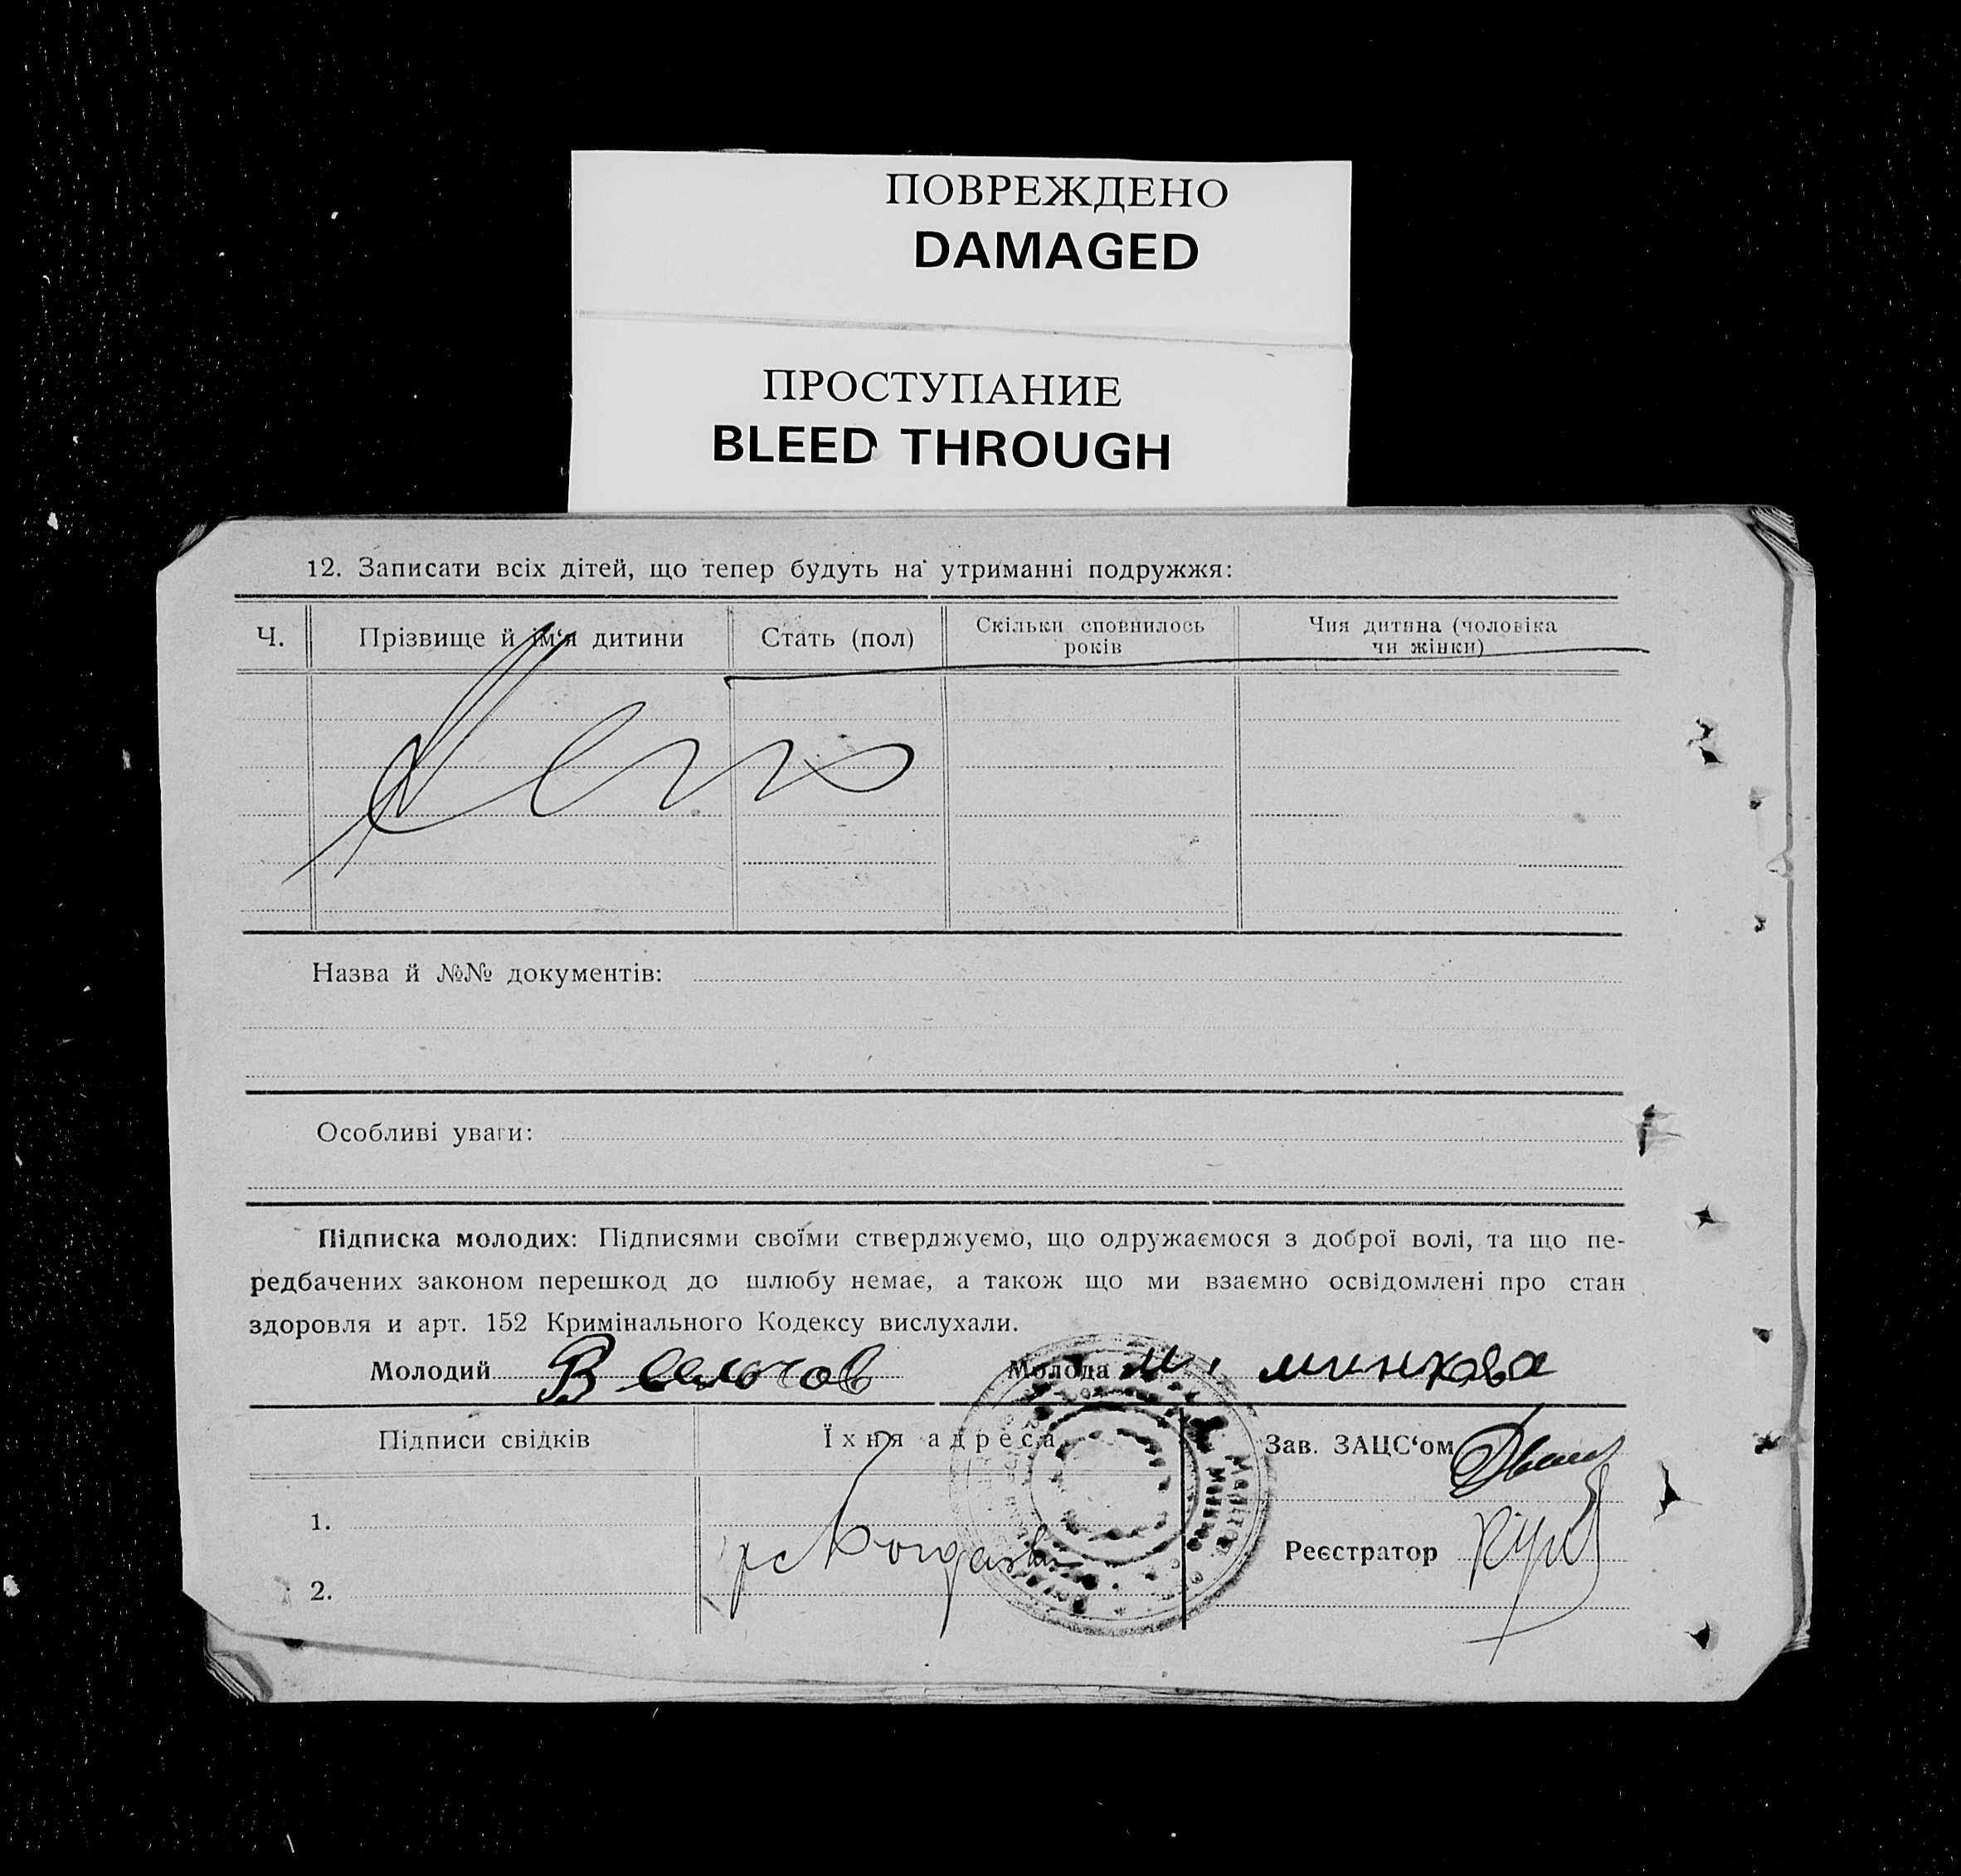 ПОВРЕЖДЕНО
DAMAGED
ПРОСТУПАНИЕ
BLEED THROUGH
12. Записати всіх дітей, що тепер будуть на утриманні подружжя:
Ч. Прізвище й ім‘я дитини Стать (пол) Скільки сповнилось років Чия дитина (чоловіка чи жінки)
Назва й №№ документів:
Особливі уваги:
Підписка молодих: Підписями своїми стверджуємо, що одружаємося з доброї волі, та що пе-
редбачених законом перешкод до шлюбу немає, а також що ми взаємно освідомлені про стан
здоровля и арт. 152 Кримінального Кодексу вислухали.
Молодий Молода М. минкова
Підписи свідків Їхня адреса Зав. ЗАЦС‘ом
1.
Реєстратор
2.